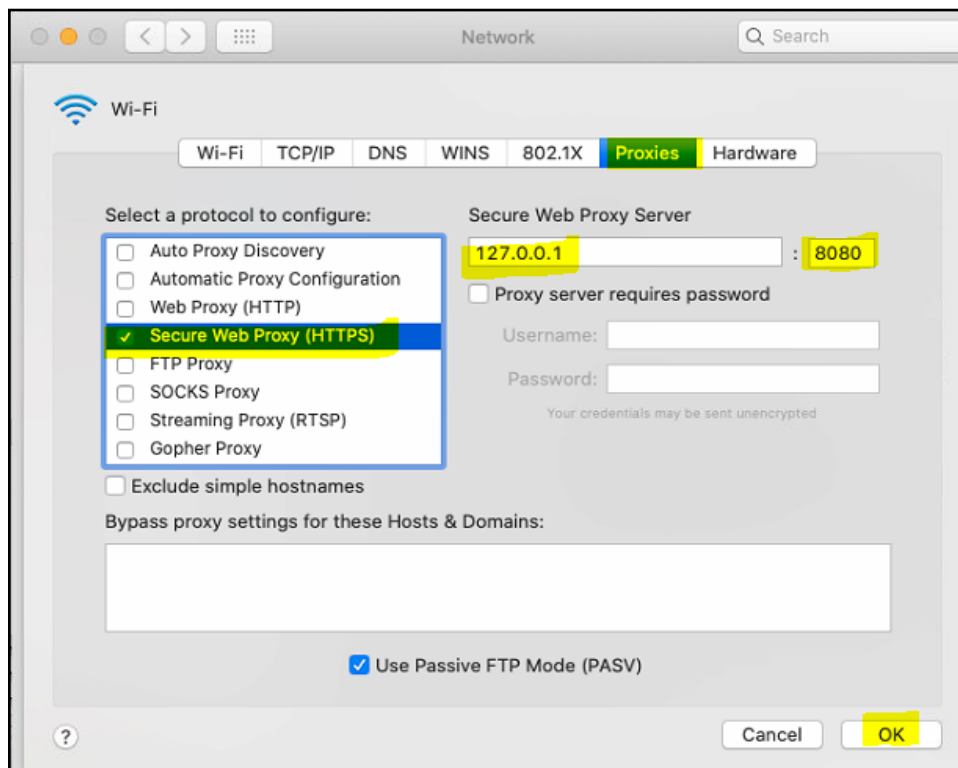 Network
Search
Wi-Fi
Wi-Fi TCP/IP DNS WINS 802.1X Proxies Hardware
Select a protocol to configure:
Auto Proxy Discovery
Automatic Proxy Configuration
Web Proxy (HTTP)
Secure Web Proxy (HTTPS)
FTP Proxy
SOCKS Proxy
Streaming Proxy (RTSP)
Gopher Proxy
Secure Web Proxy Server
127.0.0.1 : 8080
Proxy server requires password
Username:
Password:
Your credentials may be sent unencrypted
Exclude simple hostnames
Bypass proxy settings for these Hosts & Domains:
Use Passive FTP Mode (PASV)
? Cancel OK